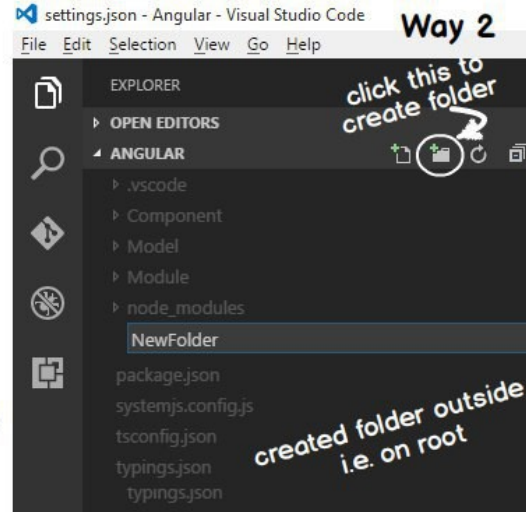 settings.json - Angular - Visual Studio Code
Way 2
File Edit Selection View Go Help
EXPLORER
click this to
create folder
OPEN EDITORS
ANGULAR
.vscode
Component
Model
Module
node_modules
NewFolder
package.json
systemjs.config.js
tsconfig.json
typings.json
typings.json
created folder outside
i.e. on root